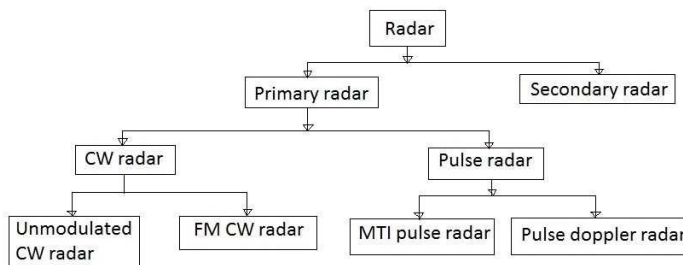 Radar
Primary radar
Secondary radar
CW radar
Pulse radar
Unmodulated
CW radar
FM CW radar
MTI pulse radar
Pulse doppler radar